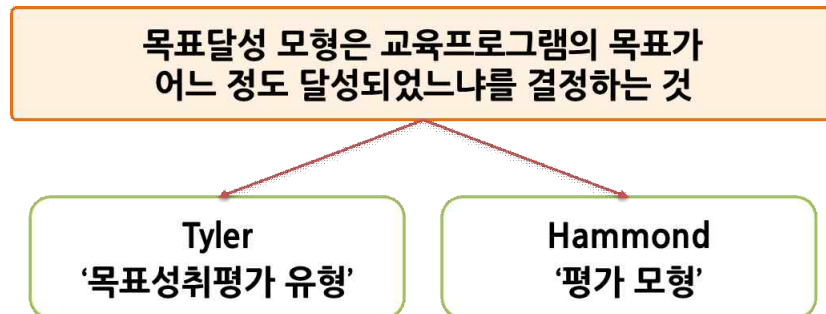 목표달성 모형은 교육프로그램의 목표가
어느 정도 달성되었느냐를 결정하는 것
Tyler
‘목표성취평가 유형’
Hammond
‘평가 모형’